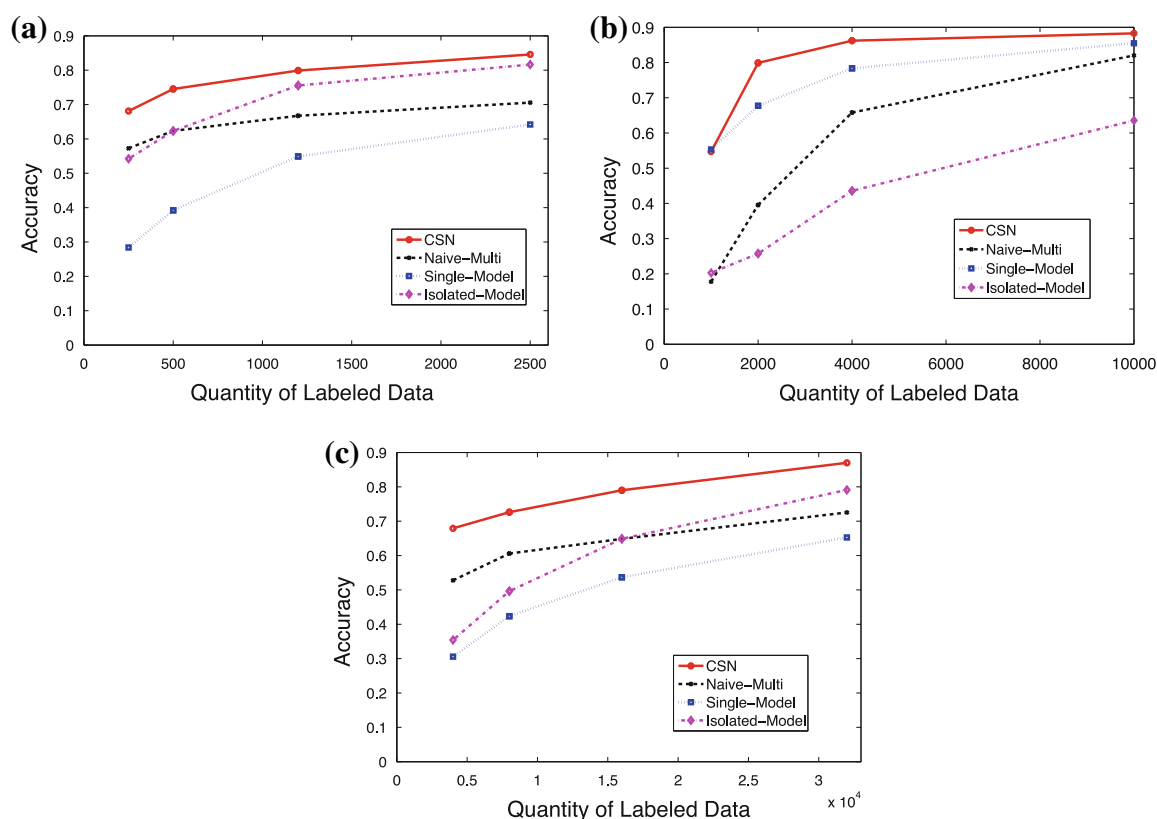 (a)
0.9
0.8
0.7
0.6
0.5
0.4
0.3
0.2
0.1
0
Accuracy
CSN
Naive−Multi
Single−Model
Isolated−Model
0 500 1000 1500 2000 2500
Quantity of Labeled Data
(b)
0.9
0.8
0.7
0.6
0.5
0.4
0.3
0.2
0.1
0
Accuracy
CSN
Naive−Multi
Single−Model
Isolated−Model
0 2000 4000 6000 8000 10000
Quantity of Labeled Data
(c)
0.9
0.8
0.7
0.6
0.5
0.4
0.3
0.2
0.1
0
Accuracy
CSN
Naive−Multi
Single−Model
Isolated−Model
0 0.5 1 1.5 2 2.5 3
x 10^4
Quantity of Labeled Data